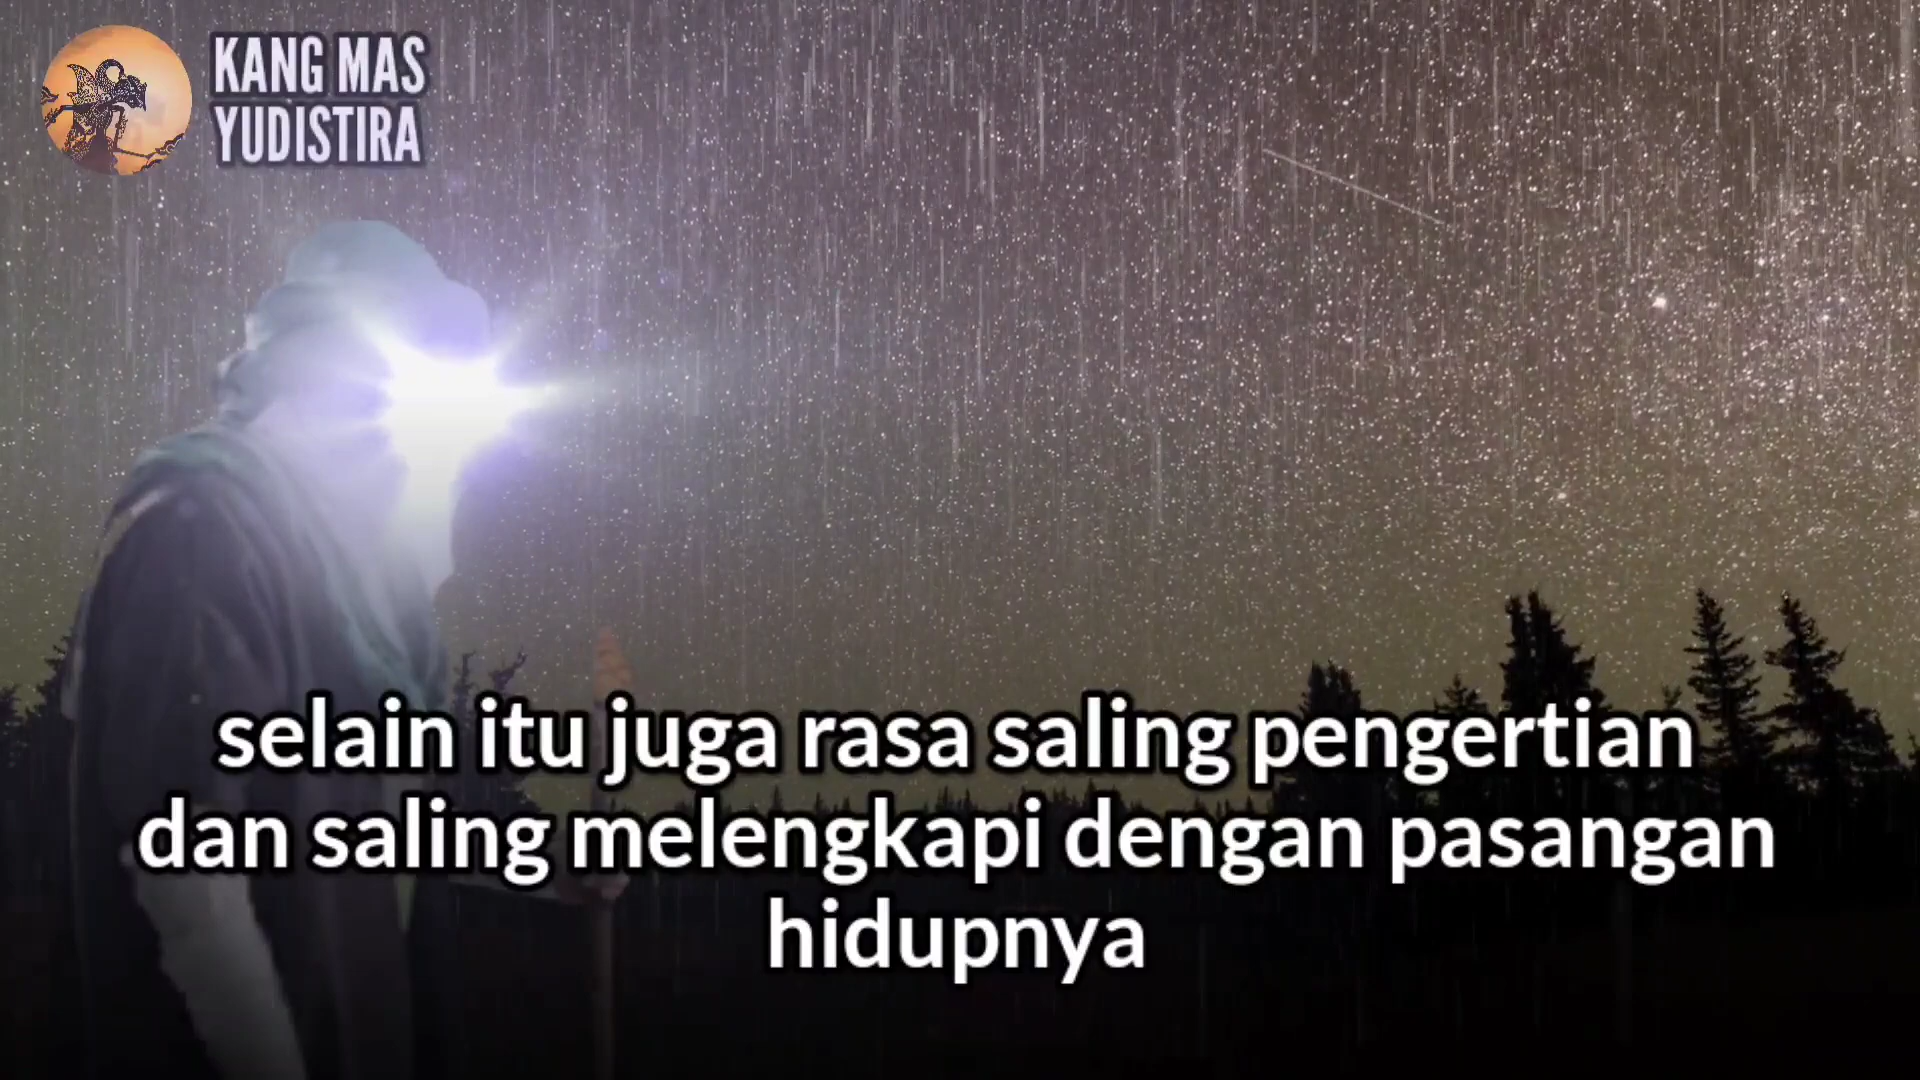 KANG MAS
YUDISTIRA
selain itu juga rasa saling pengertian
dan saling melengkapi dengan pasangan
hidupnya